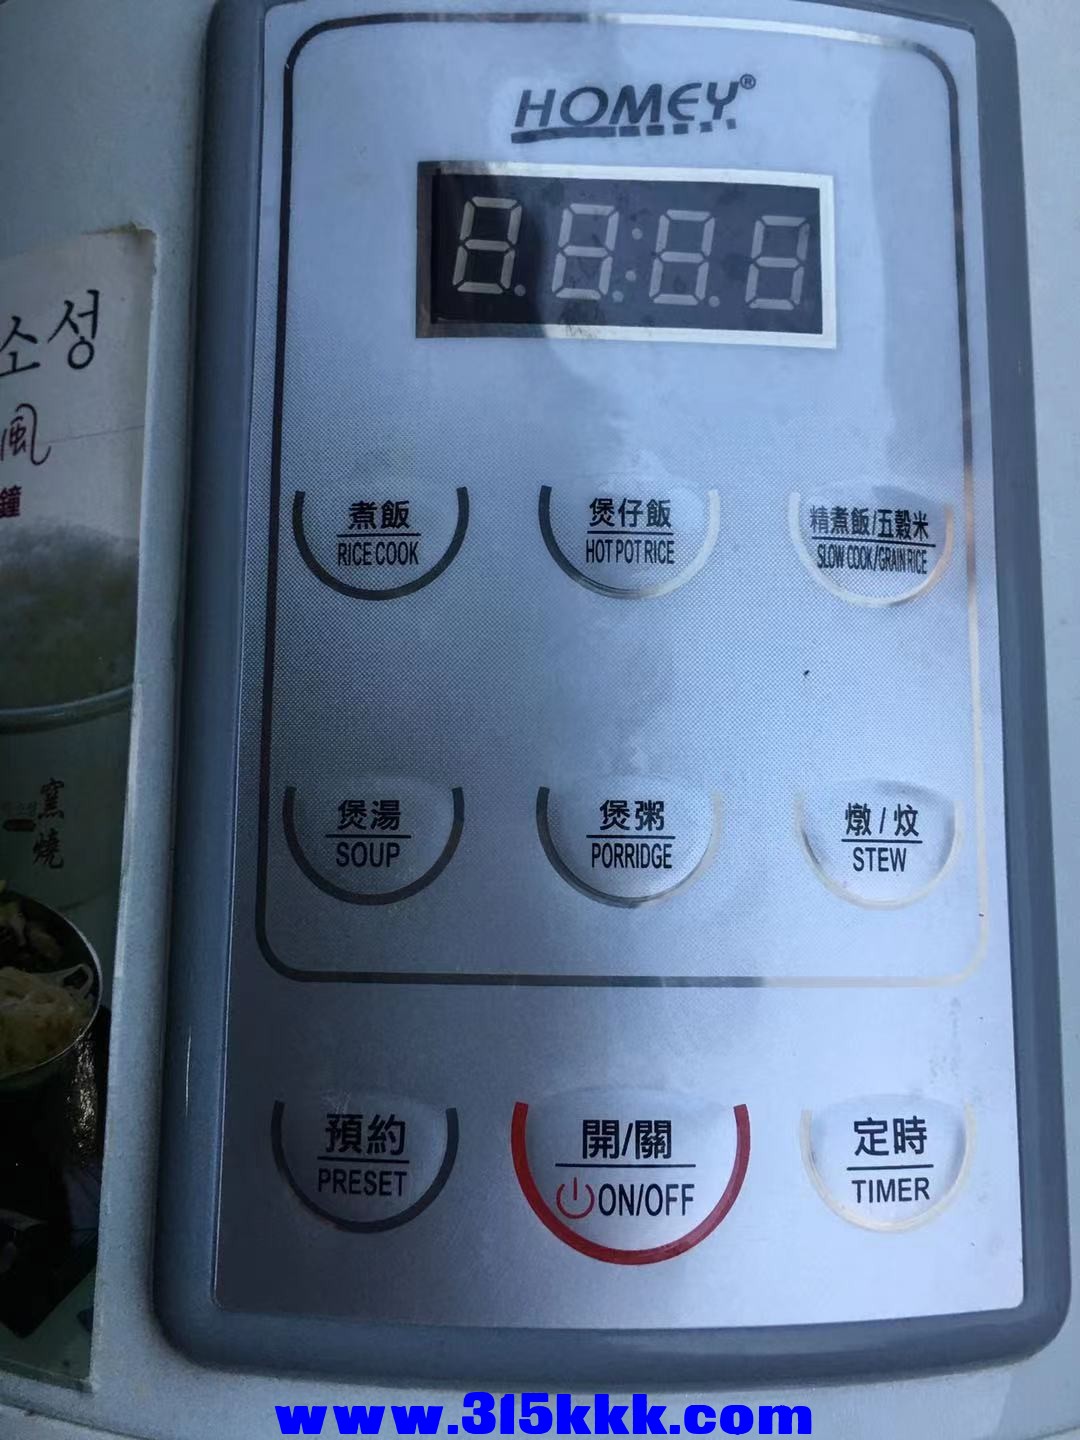 HOMEY®
소성
風
鐘
煮飯
RICE COOK
煲仔飯
HOT POT RICE
精煮飯/五穀米
SLOW COOK/GRAIN RICE
煲湯
SOUP
煲粥
PORRIDGE
燉/炆
STEW
窯燒
預約
PRESET
開/關
ON/OFF
定時
TIMER
www.315kkk.com